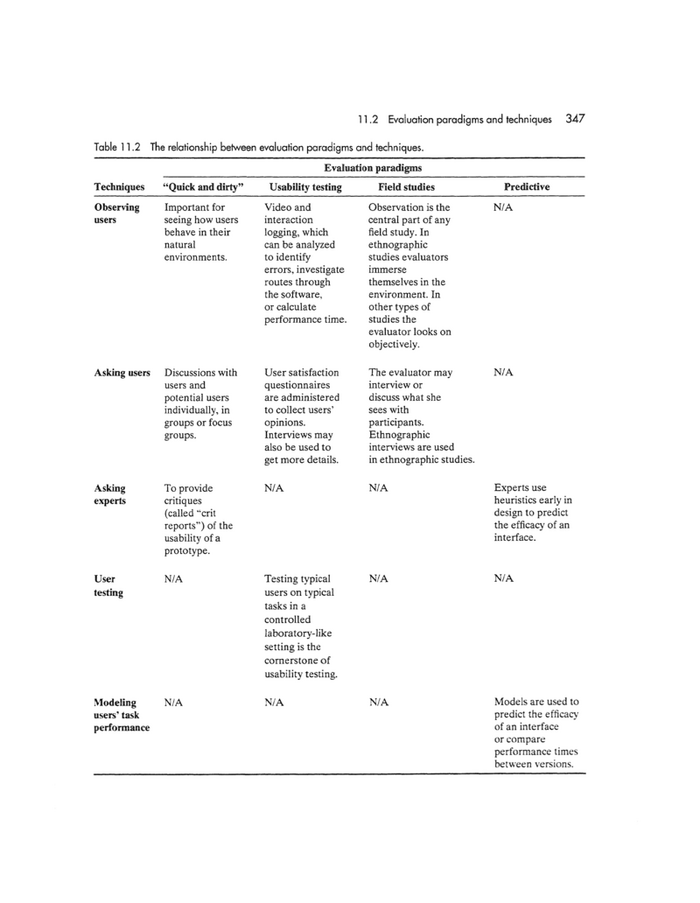 11.2 Evaluation paradigms and techniques 347
Table 11.2 The relationship between evaluation paradigms and techniques.
Evaluation paradigms
Techniques "Quick and dirty" Usability testing Field studies Predictive
Observing
users
Important for
seeing how users
behave in their
natural
environments.
Video and
interaction
logging, which
can be analyzed
to identify
errors, investigate
routes through
the software,
or calculate
performance time.
Observation is the
central part of any
field study. In
ethnographic
studies evaluators
immerse
themselves in the
environment. In
other types of
studies the
evaluator looks on
objectively.
N/A
Asking users
Discussions with
users and
potential users
individually, in
groups or focus
groups.
User satisfaction
questionnaires
are administered
to collect users'
opinions.
Interviews may
also be used to
get more details.
The evaluator may
interview or
discuss what she
sees with
participants.
Ethnographic
interviews are used
in ethnographic studies.
N/A
Asking
experts
To provide
critiques
(called "crit
reports") of the
usability of a
prototype.
N/A
N/A
Experts use
heuristics early in
design to predict
the efficacy of an
interface.
User
testing
N/A
Testing typical
users on typical
tasks in a
controlled
laboratory-like
setting is the
cornerstone of
usability testing.
N/A
N/A
Modeling
users' task
performance
N/A
N/A
N/A
Models are used to
predict the efficacy
of an interface
or compare
performance times
between versions.